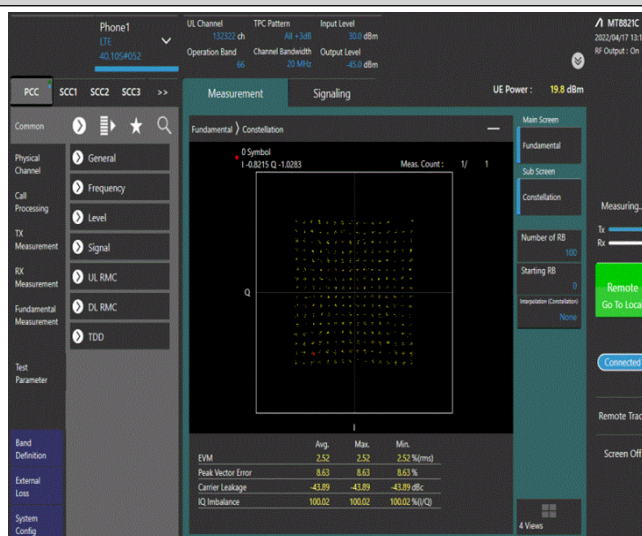 Phone1
LTE
40.105#052
UL Channel
132322 ch
TPC Pattern
All +3dB
Input Level
30.0 dBm
Operation Band
66
Channel Bandwidth
20 MHz
Output Level
-45.0 dBm
MT8821C
2022/04/17 13:1
RF Output : On
PCC
SCC1
SCC2
SCC3
>>
Measurement
Signaling
UE Power : 19.8 dBm
Common
Physical
Channel
Call
Processing
TX
Measurement
RX
Measurement
Fundamental
Measurement
Test
Parameter
Band
Definition
External
Loss
System
Config
General
Frequency
Level
Signal
UL RMC
DL RMC
TDD
Fundamental > Constellation
0 Symbol
I -0.8215 Q -1.0283
Meas. Count : 1/ 1
Q
I
Avg. Max. Min.
EVM 2.52 2.52 2.52 %(rms)
Peak Vector Error 8.63 8.63 8.63 %
Carrier Leakage -43.89 -43.89 -43.89 dBc
IQ Imbalance 100.02 100.02 100.02 %(I/Q)
Main Screen
Fundamental
Sub Screen
Constellation
Number of RB
100
Starting RB
0
Interpolation (Constellation)
None
4 Views
Measuring..
Tx
Rx
Remote
Go To Loca
Connected
Remote Trac
Screen Off